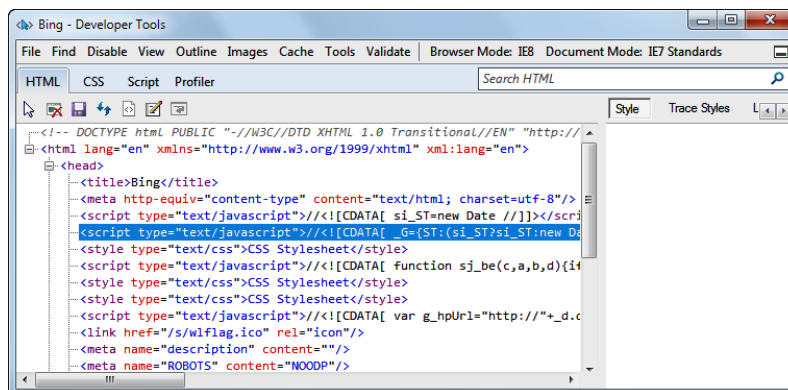 Bing - Developer Tools
File Find Disable View Outline Images Cache Tools Validate Browser Mode: IE8 Document Mode: IE7 Standards
HTML CSS Script Profiler Search HTML
Style Trace Styles L
<!-- DOCTYPE html PUBLIC "-//W3C//DTD XHTML 1.0 Transitional//EN" "http://
<html lang="en" xmlns="http://www.w3.org/1999/xhtml" xml:lang="en">
<head>
<title>Bing</title>
<meta http-equiv="content-type" content="text/html; charset=utf-8"/>
<script type="text/javascript">//<![CDATA[ si_ST=new Date //]]></scri
<script type="text/javascript">//<![CDATA[ _G={ST:(si_ST?si_ST:new Da
<style type="text/css">CSS Stylesheet</style>
<script type="text/javascript">//<![CDATA[ function sj_be(c,a,b,d){if
<style type="text/css">CSS Stylesheet</style>
<style type="text/css">CSS Stylesheet</style>
<script type="text/javascript">//<![CDATA[ var g_hpUrl="http://"+_d.d
<link href="/s/wlflag.ico" rel="icon"/>
<meta name="description" content=""/>
<meta name="ROBOTS" content="NOODP"/>